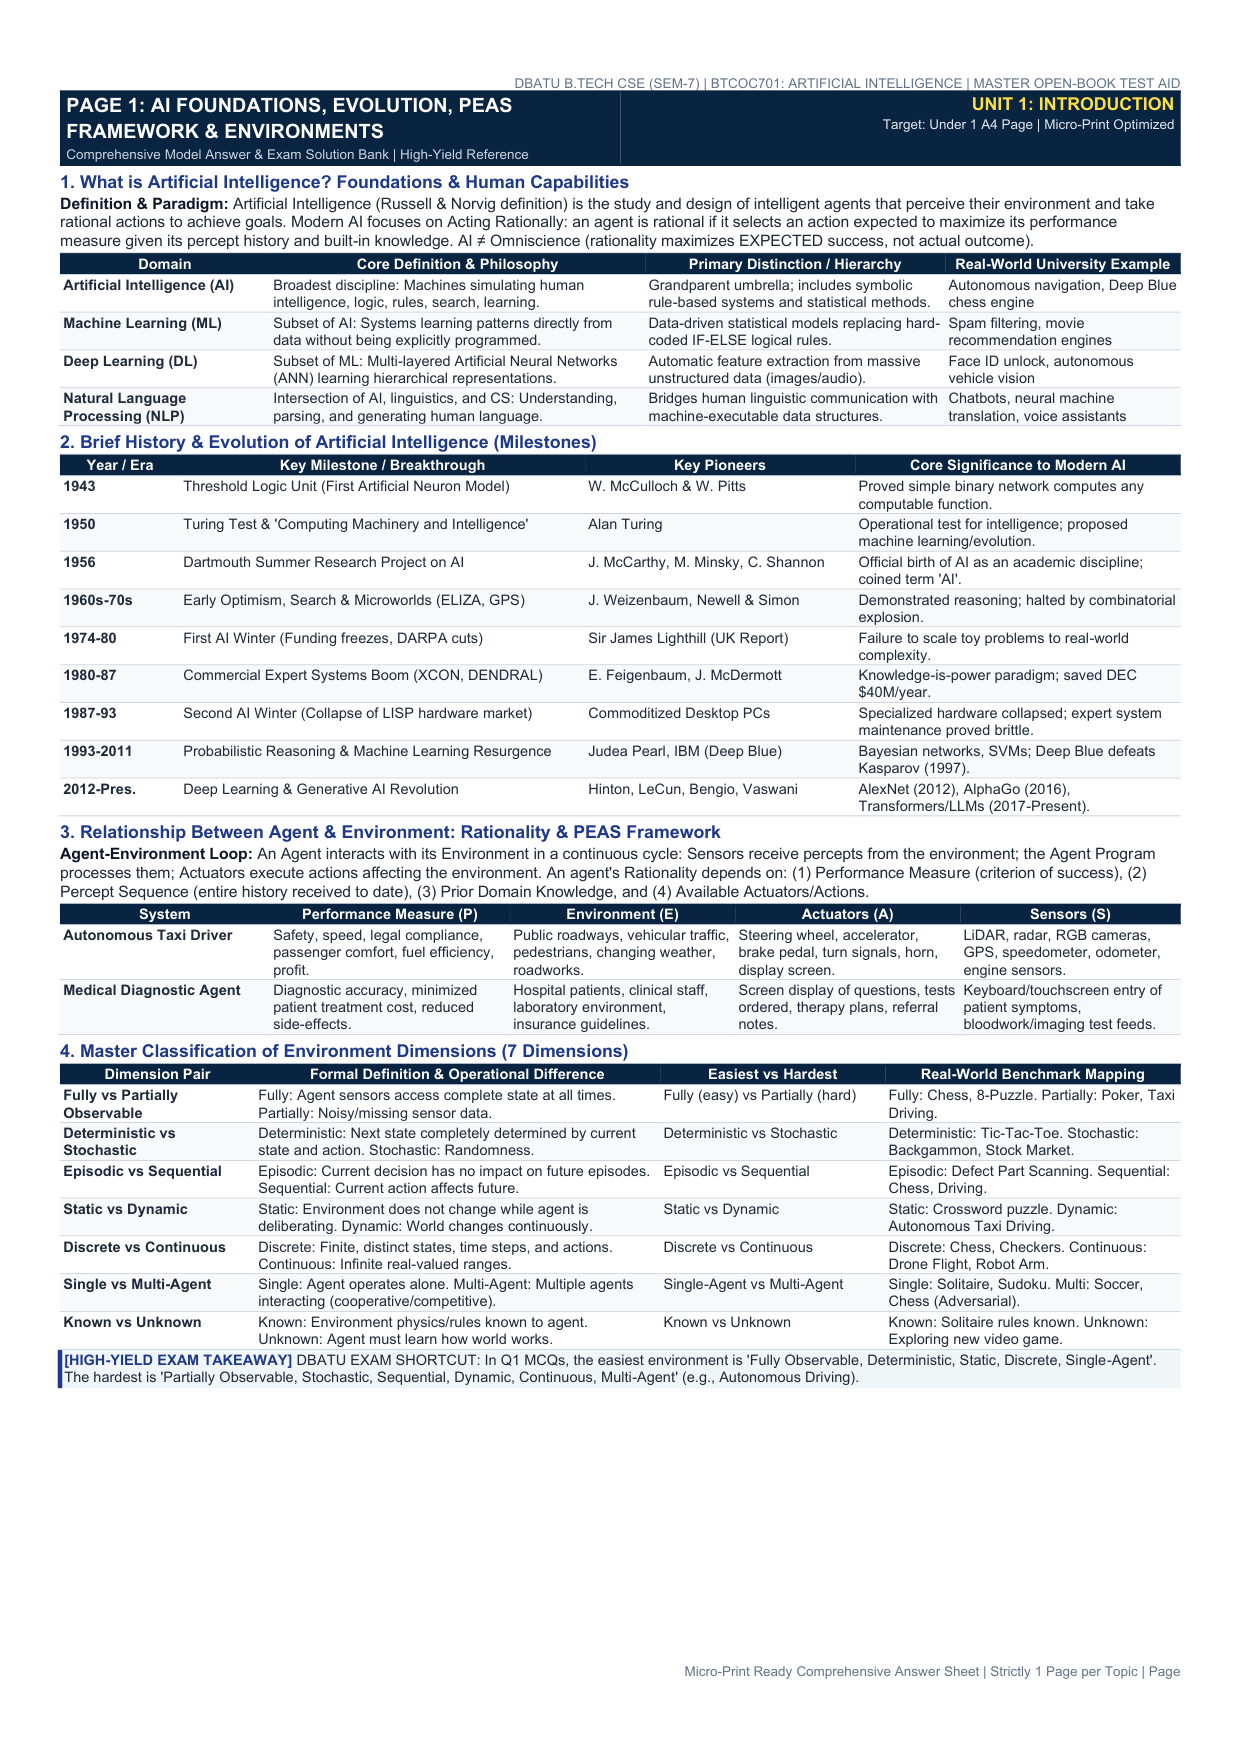 DBATU B.TECH CSE (SEM-7) | BTCOC701: ARTIFICIAL INTELLIGENCE | MASTER OPEN-BOOK TEST AID
PAGE 1: AI FOUNDATIONS, EVOLUTION, PEAS
FRAMEWORK & ENVIRONMENTS
Comprehensive Model Answer & Exam Solution Bank | High-Yield Reference
UNIT 1: INTRODUCTION
Target: Under 1 A4 Page | Micro-Print Optimized
1. What is Artificial Intelligence? Foundations & Human Capabilities
Definition & Paradigm: Artificial Intelligence (Russell & Norvig definition) is the study and design of intelligent agents that perceive their environment and take
rational actions to achieve goals. Modern AI focuses on Acting Rationally: an agent is rational if it selects an action expected to maximize its performance
measure given its percept history and built-in knowledge. AI ≠ Omniscience (rationality maximizes EXPECTED success, not actual outcome).
Domain Core Definition & Philosophy Primary Distinction / Hierarchy Real-World University Example
Artificial Intelligence (AI) Broadest discipline: Machines simulating human Grandparent umbrella; includes symbolic Autonomous navigation, Deep Blue
intelligence, logic, rules, search, learning. rule-based systems and statistical methods. chess engine
Machine Learning (ML) Subset of AI: Systems learning patterns directly from Data-driven statistical models replacing hard- Spam filtering, movie
data without being explicitly programmed. coded IF-ELSE logical rules. recommendation engines
Deep Learning (DL) Subset of ML: Multi-layered Artificial Neural Networks Automatic feature extraction from massive Face ID unlock, autonomous
(ANN) learning hierarchical representations. unstructured data (images/audio). vehicle vision
Natural Language Intersection of AI, linguistics, and CS: Understanding, Bridges human linguistic communication with Chatbots, neural machine
Processing (NLP) parsing, and generating human language. machine-executable data structures. translation, voice assistants
2. Brief History & Evolution of Artificial Intelligence (Milestones)
Year / Era Key Milestone / Breakthrough Key Pioneers Core Significance to Modern AI
1943 Threshold Logic Unit (First Artificial Neuron Model) W. McCulloch & W. Pitts Proved simple binary network computes any
computable function.
1950 Turing Test & 'Computing Machinery and Intelligence' Alan Turing Operational test for intelligence; proposed
machine learning/evolution.
1956 Dartmouth Summer Research Project on AI J. McCarthy, M. Minsky, C. Shannon Official birth of AI as an academic discipline;
coined term 'AI'.
1960s-70s Early Optimism, Search & Microworlds (ELIZA, GPS) J. Weizenbaum, Newell & Simon Demonstrated reasoning; halted by combinatorial
explosion.
1974-80 First AI Winter (Funding freezes, DARPA cuts) Sir James Lighthill (UK Report) Failure to scale toy problems to real-world
complexity.
1980-87 Commercial Expert Systems Boom (XCON, DENDRAL) E. Feigenbaum, J. McDermott Knowledge-is-power paradigm; saved DEC
$40M/year.
1987-93 Second AI Winter (Collapse of LISP hardware market) Commoditized Desktop PCs Specialized hardware collapsed; expert system
maintenance proved brittle.
1993-2011 Probabilistic Reasoning & Machine Learning Resurgence Judea Pearl, IBM (Deep Blue) Bayesian networks, SVMs; Deep Blue defeats
Kasparov (1997).
2012-Pres. Deep Learning & Generative AI Revolution Hinton, LeCun, Bengio, Vaswani AlexNet (2012), AlphaGo (2016),
Transformers/LLMs (2017-Present).
3. Relationship Between Agent & Environment: Rationality & PEAS Framework
Agent-Environment Loop: An Agent interacts with its Environment in a continuous cycle: Sensors receive percepts from the environment; the Agent Program
processes them; Actuators execute actions affecting the environment. An agent's Rationality depends on: (1) Performance Measure (criterion of success), (2)
Percept Sequence (entire history received to date), (3) Prior Domain Knowledge, and (4) Available Actuators/Actions.
System Performance Measure (P) Environment (E) Actuators (A) Sensors (S)
Autonomous Taxi Driver Safety, speed, legal compliance, Public roadways, vehicular traffic, Steering wheel, accelerator, LiDAR, radar, RGB cameras,
passenger comfort, fuel efficiency, pedestrians, changing weather, brake pedal, turn signals, horn, GPS, speedometer, odometer,
profit. roadworks. display screen. engine sensors.
Medical Diagnostic Agent Diagnostic accuracy, minimized Hospital patients, clinical staff, Screen display of questions, tests Keyboard/touchscreen entry of
patient treatment cost, reduced laboratory environment, ordered, therapy plans, referral patient symptoms,
side-effects. insurance guidelines. notes. bloodwork/imaging test feeds.
4. Master Classification of Environment Dimensions (7 Dimensions)
Dimension Pair Formal Definition & Operational Difference Easiest vs Hardest Real-World Benchmark Mapping
Fully vs Partially Fully: Agent sensors access complete state at all times. Fully (easy) vs Partially (hard) Fully: Chess, 8-Puzzle. Partially: Poker, Taxi
Observable Partially: Noisy/missing sensor data. Driving.
Deterministic vs Deterministic: Next state completely determined by current Deterministic vs Stochastic Deterministic: Tic-Tac-Toe. Stochastic:
Stochastic state and action. Stochastic: Randomness. Backgammon, Stock Market.
Episodic vs Sequential Episodic: Current decision has no impact on future episodes. Episodic vs Sequential Episodic: Defect Part Scanning. Sequential:
Sequential: Current action affects future. Chess, Driving.
Static vs Dynamic Static: Environment does not change while agent is Static vs Dynamic Static: Crossword puzzle. Dynamic:
deliberating. Dynamic: World changes continuously. Autonomous Taxi Driving.
Discrete vs Continuous Discrete: Finite, distinct states, time steps, and actions. Discrete vs Continuous Discrete: Chess, Checkers. Continuous:
Continuous: Infinite real-valued ranges. Drone Flight, Robot Arm.
Single vs Multi-Agent Single: Agent operates alone. Multi-Agent: Multiple agents Single-Agent vs Multi-Agent Single: Solitaire, Sudoku. Multi: Soccer,
interacting (cooperative/competitive). Chess (Adversarial).
Known vs Unknown Known: Environment physics/rules known to agent. Known vs Unknown Known: Solitaire rules known. Unknown:
Unknown: Agent must learn how world works. Exploring new video game.
[HIGH-YIELD EXAM TAKEAWAY] DBATU EXAM SHORTCUT: In Q1 MCQs, the easiest environment is 'Fully Observable, Deterministic, Static, Discrete, Single-Agent'.
The hardest is 'Partially Observable, Stochastic, Sequential, Dynamic, Continuous, Multi-Agent' (e.g., Autonomous Driving).
Micro-Print Ready Comprehensive Answer Sheet | Strictly 1 Page per Topic | Page